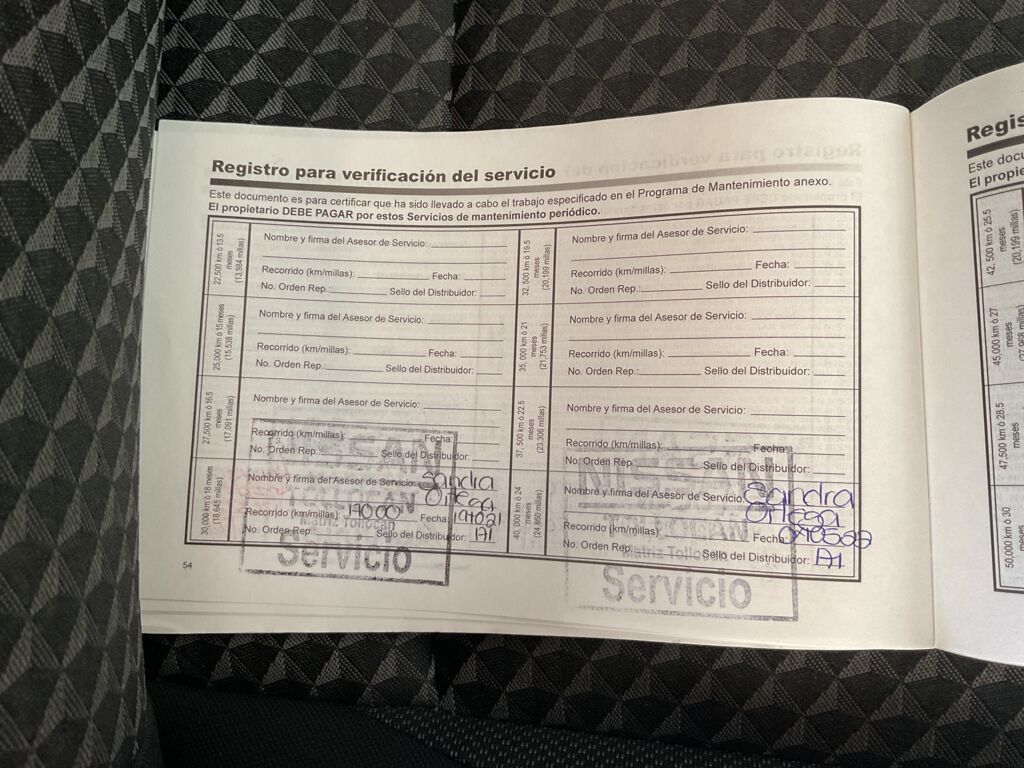 Registro para verificación del servicio
Este documento es para certificar que ha sido llevado a cabo el trabajo especificado en el Programa de Mantenimiento anexo.
El propietario DEBE PAGAR por estos Servicios de mantenimiento periódico.
22,500 km ó 13.5
meses
(13,984 millas)
Nombre y firma del Asesor de Servicio:
Recorrido (km/millas): Fecha:
No. Orden Rep.: Sello del Distribuidor:
25,000 km ó 15 meses
(15,538 millas)
Nombre y firma del Asesor de Servicio:
Recorrido (km/millas): Fecha:
No. Orden Rep.: Sello del Distribuidor:
27,500 km ó 16.5
meses
(17,091 millas)
Nombre y firma del Asesor de Servicio:
Recorrido (km/millas): Fecha:
No. Orden Rep. Sello del Distribuidor:
30,000 km ó 18 meses
(18,645 millas)
Nombre y firma del Asesor de Servicio: Sandra
Ortega
Recorrido (km/millas) 19000 Fecha:
No. Orden Rep. Sello del Distribuidor: A1
NISSAN
TOLLOCAN
Matriz Tollocan
Servicio
32, 500 km ó 19.5
meses
(20,199 millas)
Nombre y firma del Asesor de Servicio:
Recorrido (km/millas): Fecha:
No. Orden Rep.: Sello del Distribuidor:
35, 000 km ó 21
meses
(21,753 millas)
Nombre y firma del Asesor de Servicio:
Recorrido (km/millas): Fecha:
No. Orden Rep.: Sello del Distribuidor:
37, 500 km ó 22.5
meses
(23,306 millas)
Nombre y firma del Asesor de Servicio:
Recorrido (km/millas): Fecha:
No. Orden Rep. Sello del Distribuidor:
40, 000 km ó 24
meses
(24,860 millas)
Nombre y firma del Asesor de Servicio: Sandra
Ortega
Recorrido (km/millas) Fecha
No. Orden Rep. Sello del Distribuidor: A1
NISSAN
TOLLOCAN
Matriz Tollocan
Servicio
54
Regis
Este docu
El propie
42, 500 km ó 25.5
meses
(20,199 millas)
45,000 km ó 27
meses
47,500 km ó 28.5
meses
50,000 km ó 30
meses